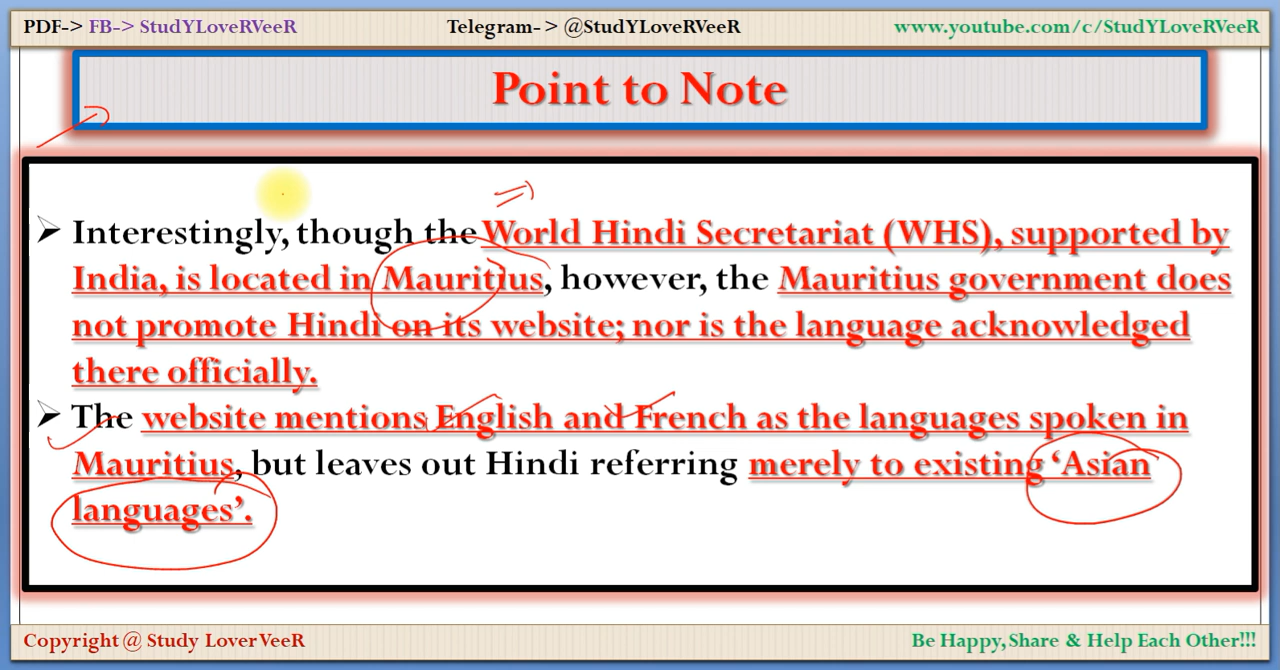 PDF-> FB-> StudYLoveRVeeR Telegram- > @StudYLoveRVeeR www.youtube.com/c/StudYLoveRVeeR
Point to Note
Interestingly, though the World Hindi Secretariat (WHS), supported by
India, is located in Mauritius, however, the Mauritius government does
not promote Hindi on its website; nor is the language acknowledged
there officially.
The website mentions English and French as the languages spoken in
Mauritius, but leaves out Hindi referring merely to existing ‘Asian
languages’.
Copyright @ Study LoverVeeR Be Happy, Share & Help Each Other!!!